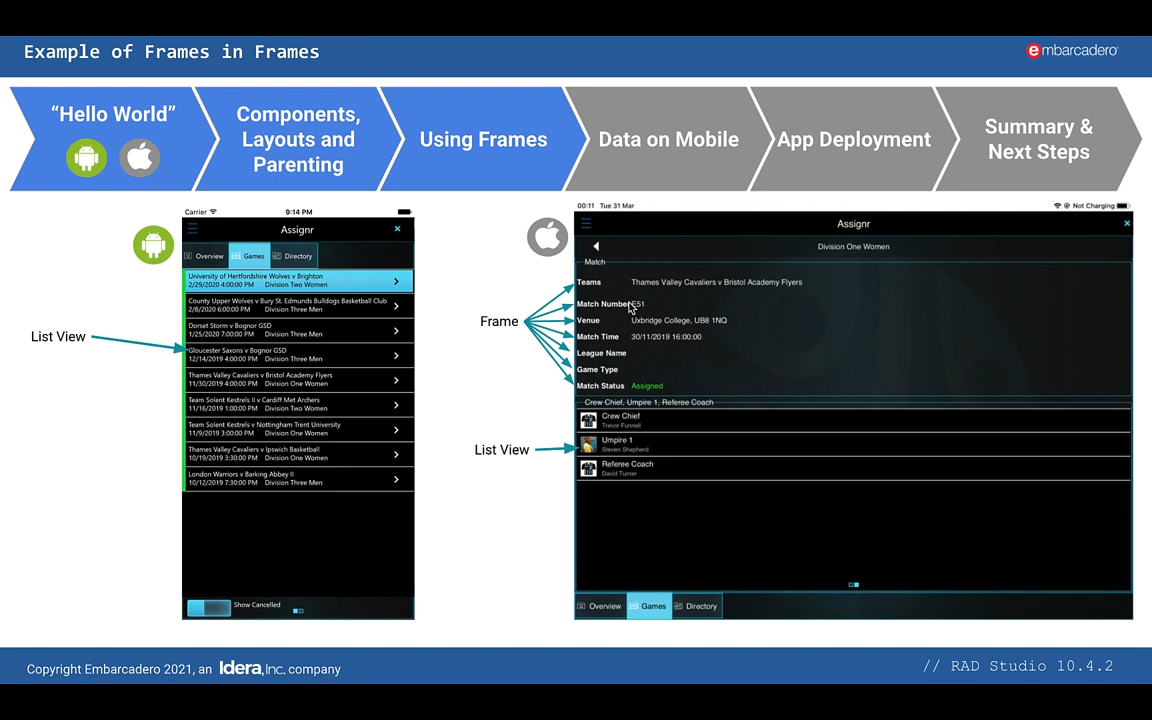 Example of Frames in Frames
embarcadero
“Hello World”
Components,
Layouts and
Parenting
Using Frames
Data on Mobile
App Deployment
Summary &
Next Steps
Carrier
9:14 PM
Assignr
×
Overview
Games
Directory
University of Hertfordshire Wolves v Brighton
2/29/2020 4:00:00 PM Division Two Women
County Upper Wolves v Bury St. Edmunds Bulldogs Basketball Club
2/8/2020 6:00:00 PM Division Three Men
Dorset Storm v Bognor GSD
1/25/2020 7:00:00 PM Division Three Men
Gloucester Saxons v Bognor GSD
12/14/2019 4:00:00 PM Division Three Men
Thames Valley Cavaliers v Bristol Academy Flyers
11/30/2019 4:00:00 PM Division One Women
Team Solent Kestrels II v Cardiff Met Archers
11/16/2019 1:00:00 PM Division Two Women
Team Solent Kestrels v Nottingham Trent University
11/9/2019 3:00:00 PM Division One Women
Thames Valley Cavaliers v Ipswich Basketball
10/19/2019 3:30:00 PM Division One Women
London Warriors v Barking Abbey II
10/12/2019 7:30:00 PM Division Three Men
Show Cancelled
List View
00:11 Tue 31 Mar
Not Charging
Assignr
×
Division One Women
Match
Teams Thames Valley Cavaliers v Bristol Academy Flyers
Match Number E51
Venue Uxbridge College, UB8 1NQ
Match Time 30/11/2019 16:00:00
League Name
Game Type
Match Status Assigned
Frame
Crew Chief, Umpire 1, Referee Coach
Crew Chief
Trevor Funnell
Umpire 1
Steven Shepherd
Referee Coach
David Turner
List View
Overview
Games
Directory
Copyright Embarcadero 2021, an Idera, Inc. company
// RAD Studio 10.4.2